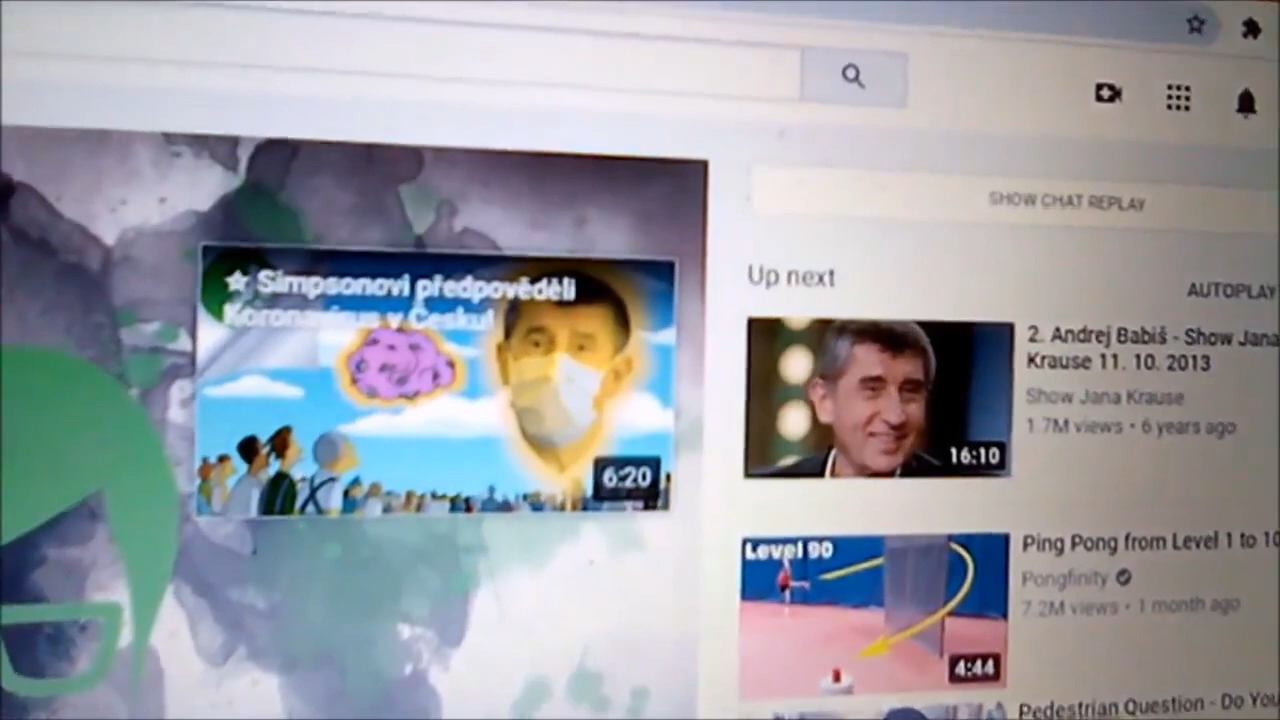 SHOW CHAT REPLAY
Up next
AUTOPLAY
☆ Simpsonovi předpověděli
Koronavirus v Česku!
6:20
2. Andrej Babiš - Show Jana
Krause 11. 10. 2013
Show Jana Krause
1.7M views • 6 years ago
16:10
Level 90
4:44
Ping Pong from Level 1 to 10
Pongfinity
7.2M views • 1 month ago
Pedestrian Question - Do You